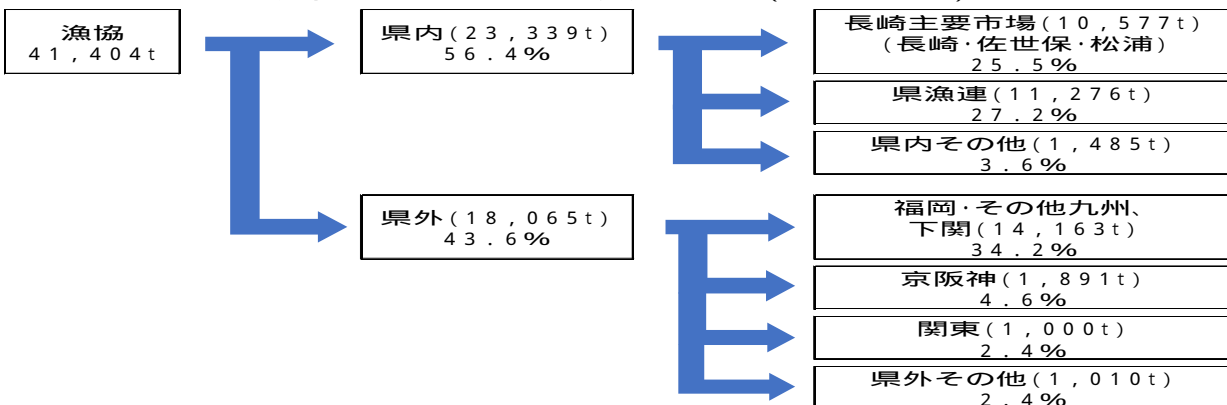 漁協
41,404t
県内(23,339t)
56.4%
長崎主要市場(10,577t)
(長崎･佐世保･松浦)
25.5%
県漁連(11,276t)
27.2%
県内その他(1,485t)
3.6%
県外(18,065t)
43.6%
福岡･その他九州、
下関(14,163t)
34.2%
京阪神(1,891t)
4.6%
関東(1,000t)
2.4%
県外その他(1,010t)
2.4%